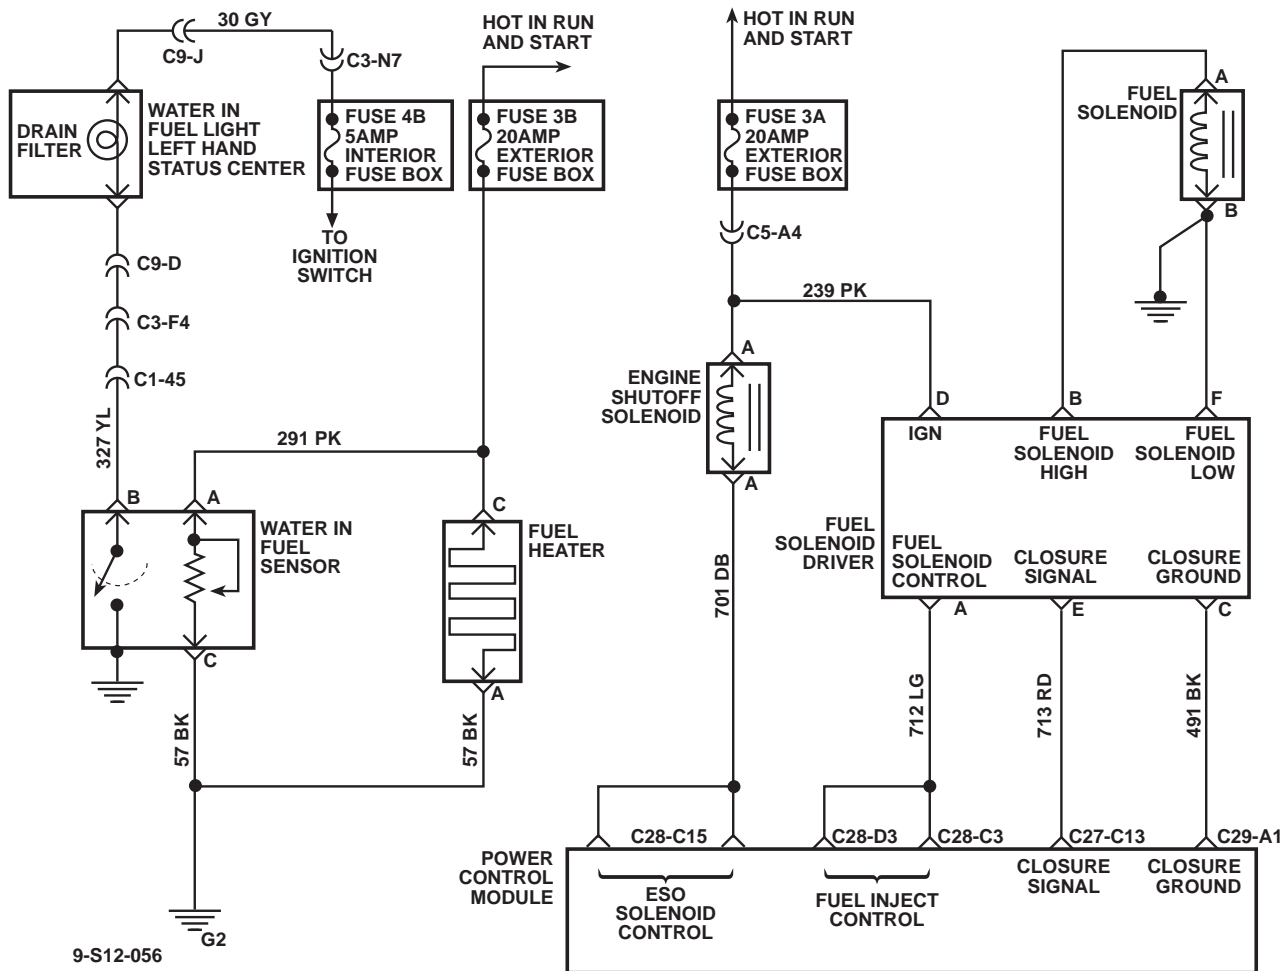 30 GY
C9-J
C3-N7
HOT IN RUN
AND START
HOT IN RUN
AND START
DRAIN
FILTER
WATER IN
FUEL LIGHT
LEFT HAND
STATUS CENTER
FUSE 4B
5AMP
INTERIOR
FUSE BOX
TO
IGNITION
SWITCH
FUSE 3B
20AMP
EXTERIOR
FUSE BOX
FUSE 3A
20AMP
EXTERIOR
FUSE BOX
FUEL
SOLENOID
A
B
C9-D
C3-F4
C1-45
327 YL
C5-A4
239 PK
291 PK
ENGINE
SHUTOFF
SOLENOID
A
A
B
A
WATER IN
FUEL
SENSOR
C
C
FUEL
HEATER
A
D
B
F
IGN
FUEL
SOLENOID
HIGH
FUEL
SOLENOID
LOW
FUEL
SOLENOID
DRIVER
FUEL
SOLENOID
CONTROL
CLOSURE
SIGNAL
CLOSURE
GROUND
A
E
C
57 BK
57 BK
701 DB
712 LG
713 RD
491 BK
C28-C15
C28-D3
C28-C3
C27-C13
C29-A1
POWER
CONTROL
MODULE
ESO
SOLENOID
CONTROL
FUEL INJECT
CONTROL
CLOSURE
SIGNAL
CLOSURE
GROUND
G2
9-S12-056